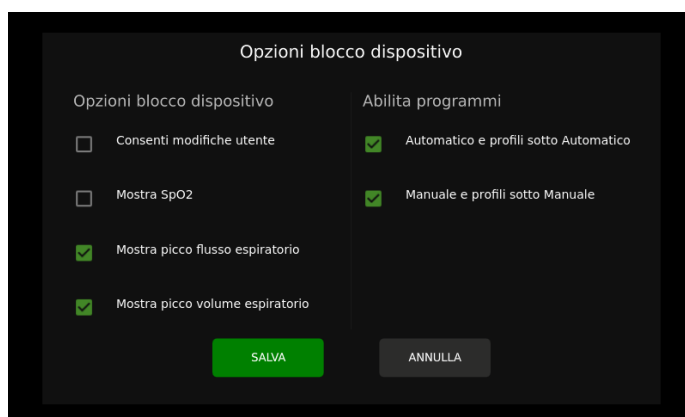 Opzioni blocco dispositivo
Opzioni blocco dispositivo
Consenti modifiche utente
Mostra SpO2
Mostra picco flusso espiratorio
Mostra picco volume espiratorio
Abilita programmi
Automatico e profili sotto Automatico
Manuale e profili sotto Manuale
SALVA
ANNULLA